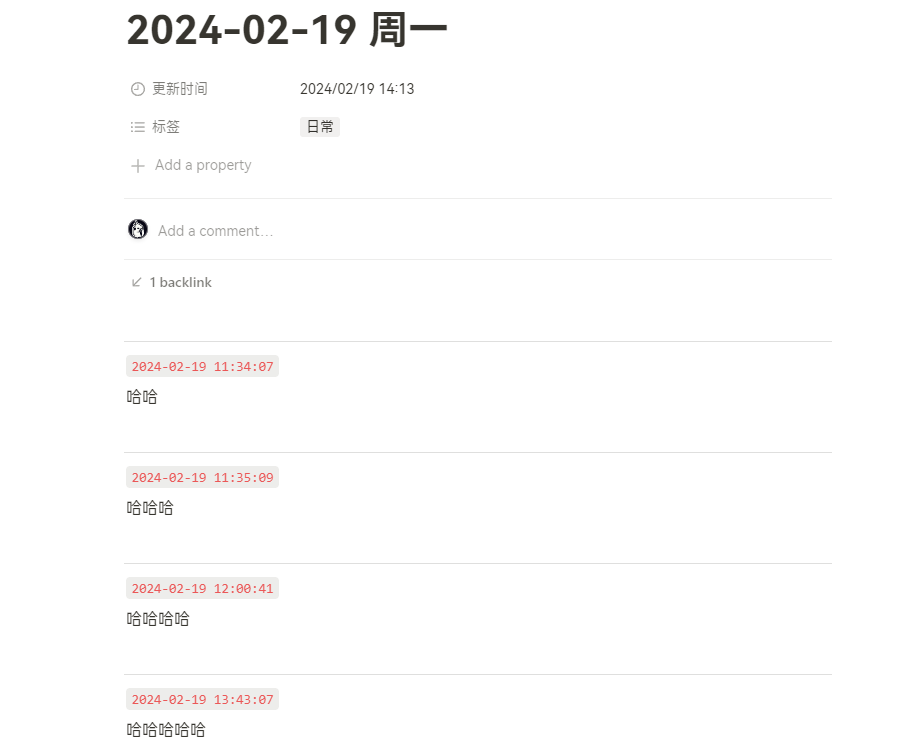 2024-02-19 周一
更新时间 2024/02/19 14:13
标签 日常
Add a property
Add a comment…
1 backlink
2024-02-19 11:34:07
哈哈
2024-02-19 11:35:09
哈哈哈
2024-02-19 12:00:41
哈哈哈哈
2024-02-19 13:43:07
哈哈哈哈哈